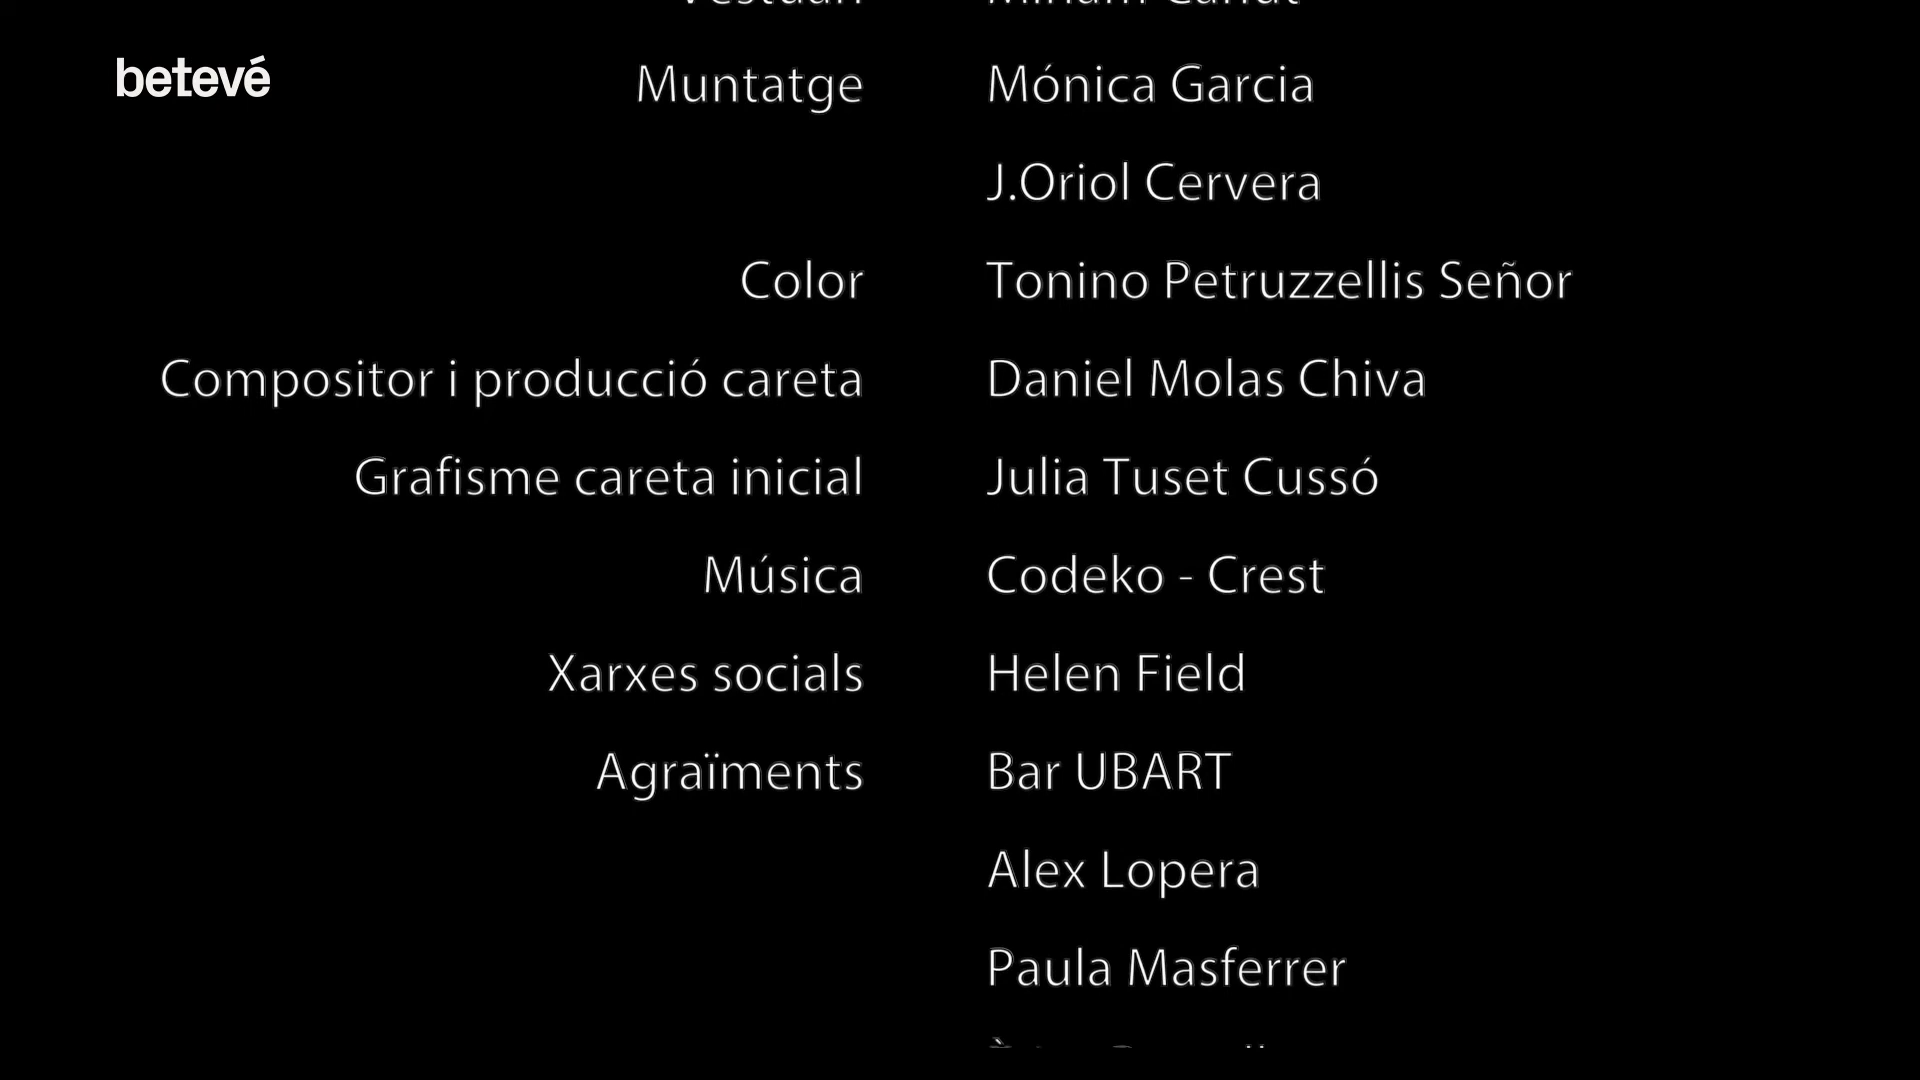 betevé
Muntatge Mónica Garcia
J.Oriol Cervera
Color Tonino Petruzzellis Señor
Compositor i producció careta Daniel Molas Chiva
Grafisme careta inicial Julia Tuset Cussó
Música Codeko - Crest
Xarxes socials Helen Field
Agraïments Bar UBART
Alex Lopera
Paula Masferrer